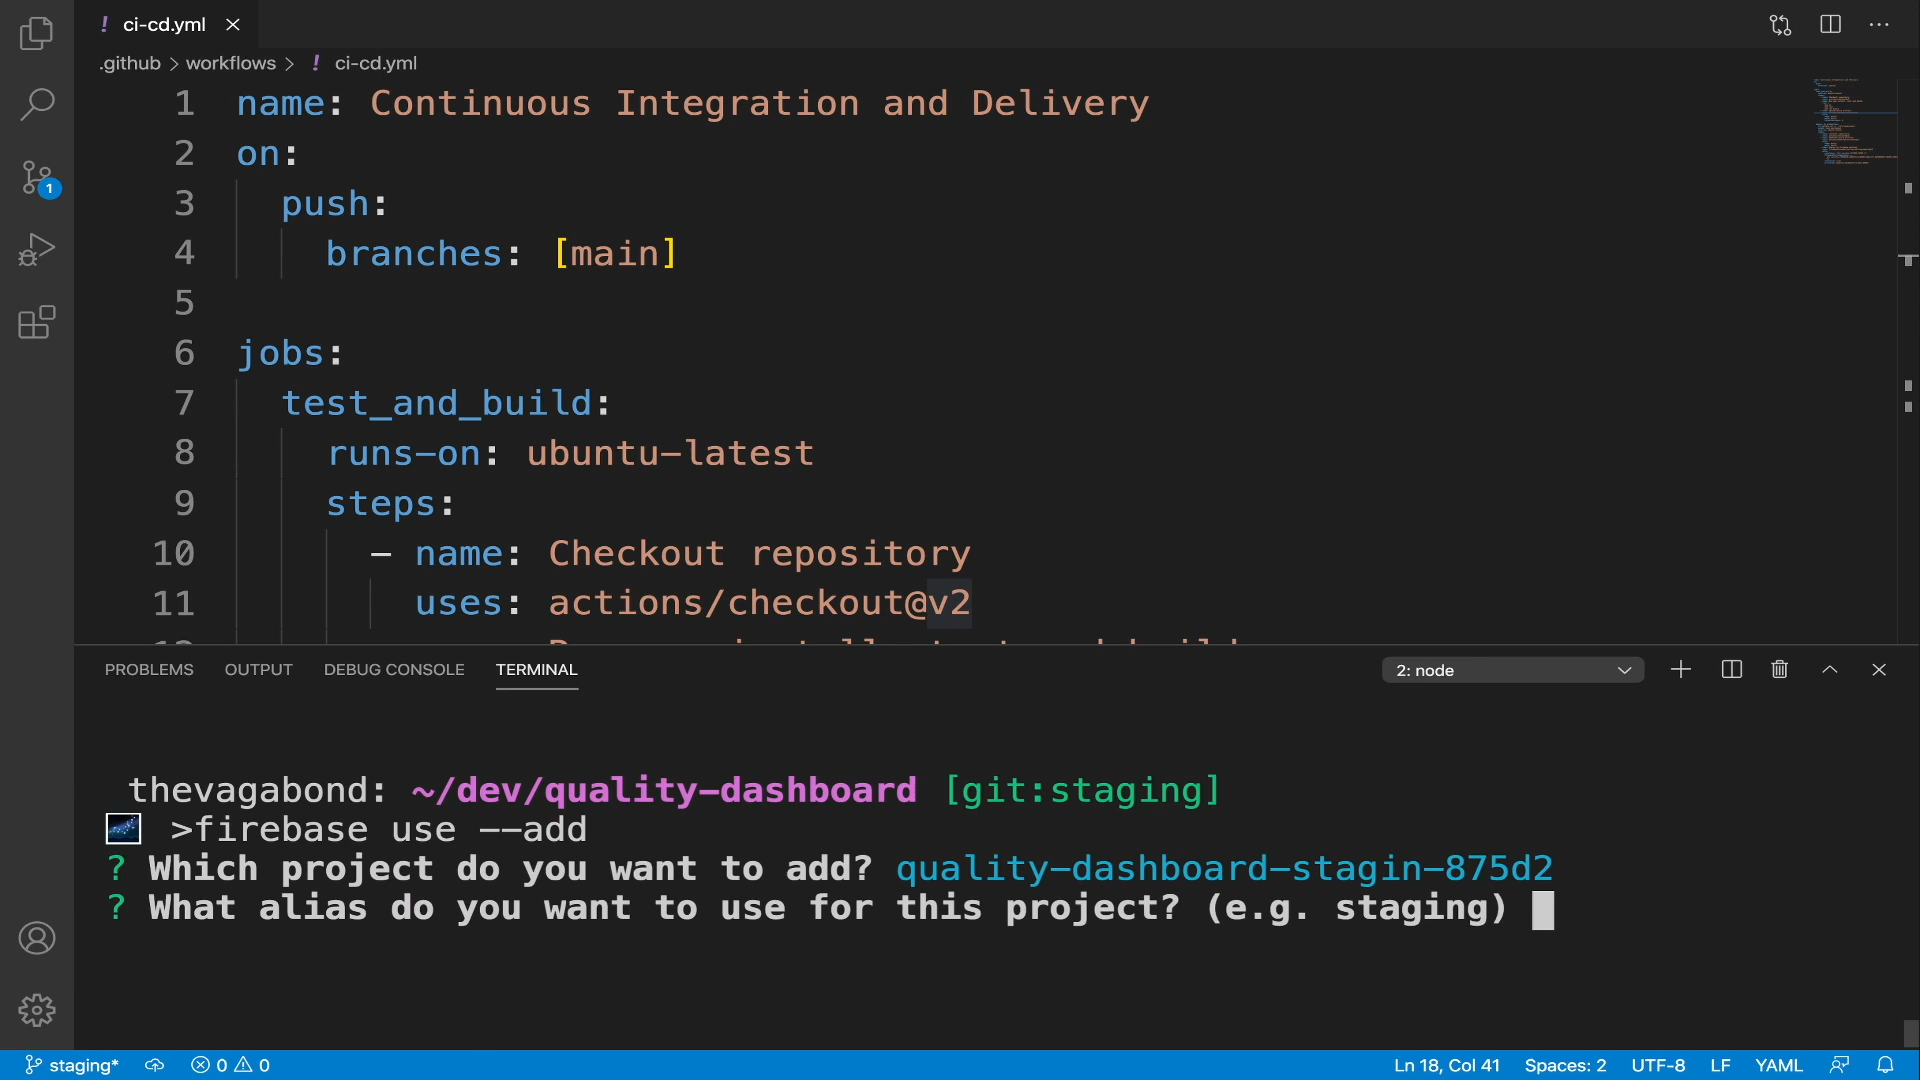 ! ci-cd.yml
.github > workflows > ! ci-cd.yml
1 name: Continuous Integration and Delivery
2 on:
3 push:
4 branches: [main]
5
6 jobs:
7 test_and_build:
8 runs-on: ubuntu-latest
9 steps:
10 - name: Checkout repository
11 uses: actions/checkout@v2
1
PROBLEMS OUTPUT DEBUG CONSOLE TERMINAL 2: node
thevagabond: ~/dev/quality-dashboard [git:staging]
>firebase use --add
? Which project do you want to add? quality-dashboard-stagin-875d2
? What alias do you want to use for this project? (e.g. staging)
staging* 0 0 Ln 18, Col 41 Spaces: 2 UTF-8 LF YAML